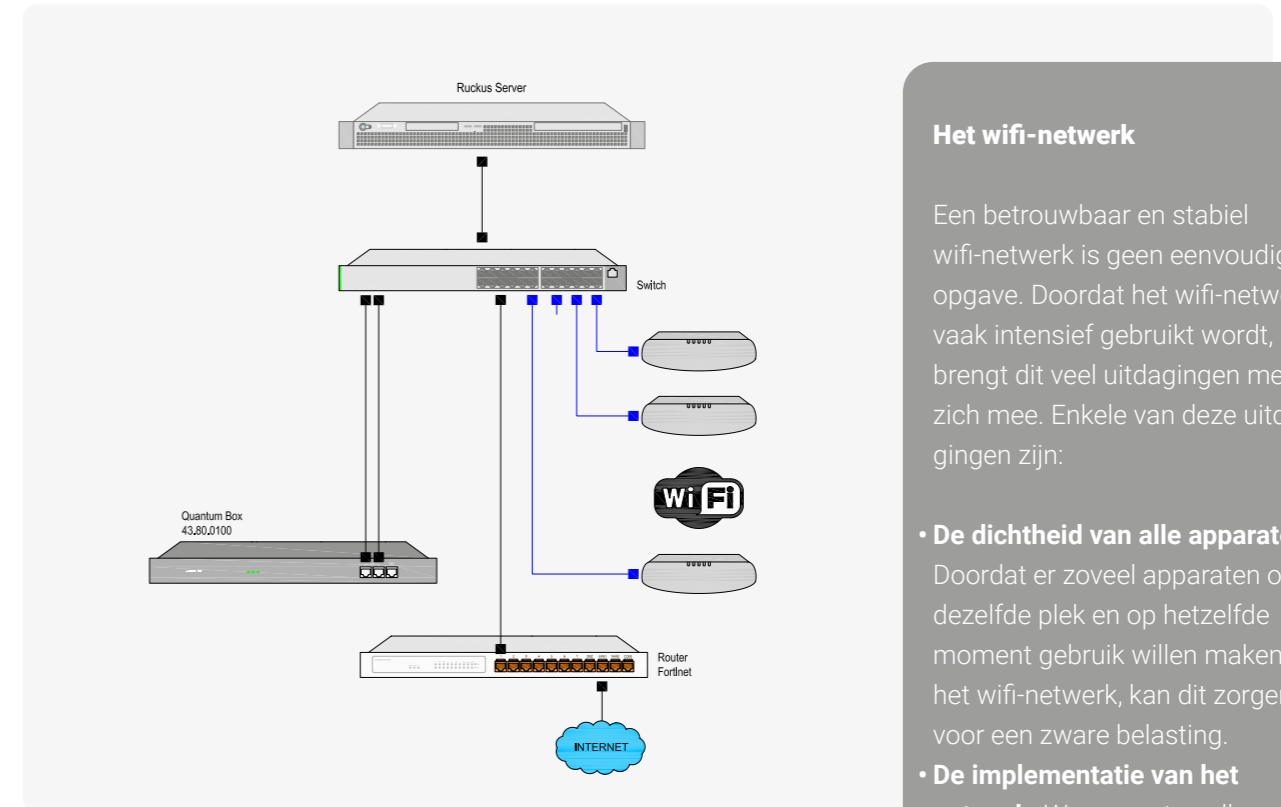 Ruckus Server
Switch
Quantum Box
43.80.0100
WiFi
Router
Fortinet
INTERNET
Het wifi-netwerk
Een betrouwbaar en stabiel
wifi-netwerk is geen eenvoudig
opgave. Doordat het wifi-netw
vaak intensief gebruikt wordt,
brengt dit veel uitdagingen me
zich mee. Enkele van deze uitd
gingen zijn:
• De dichtheid van alle apparate
Doordat er zoveel apparaten o
dezelfde plek en op hetzelfde
moment gebruik willen maken
het wifi-netwerk, kan dit zorgen
voor een zware belasting.
• De implementatie van het